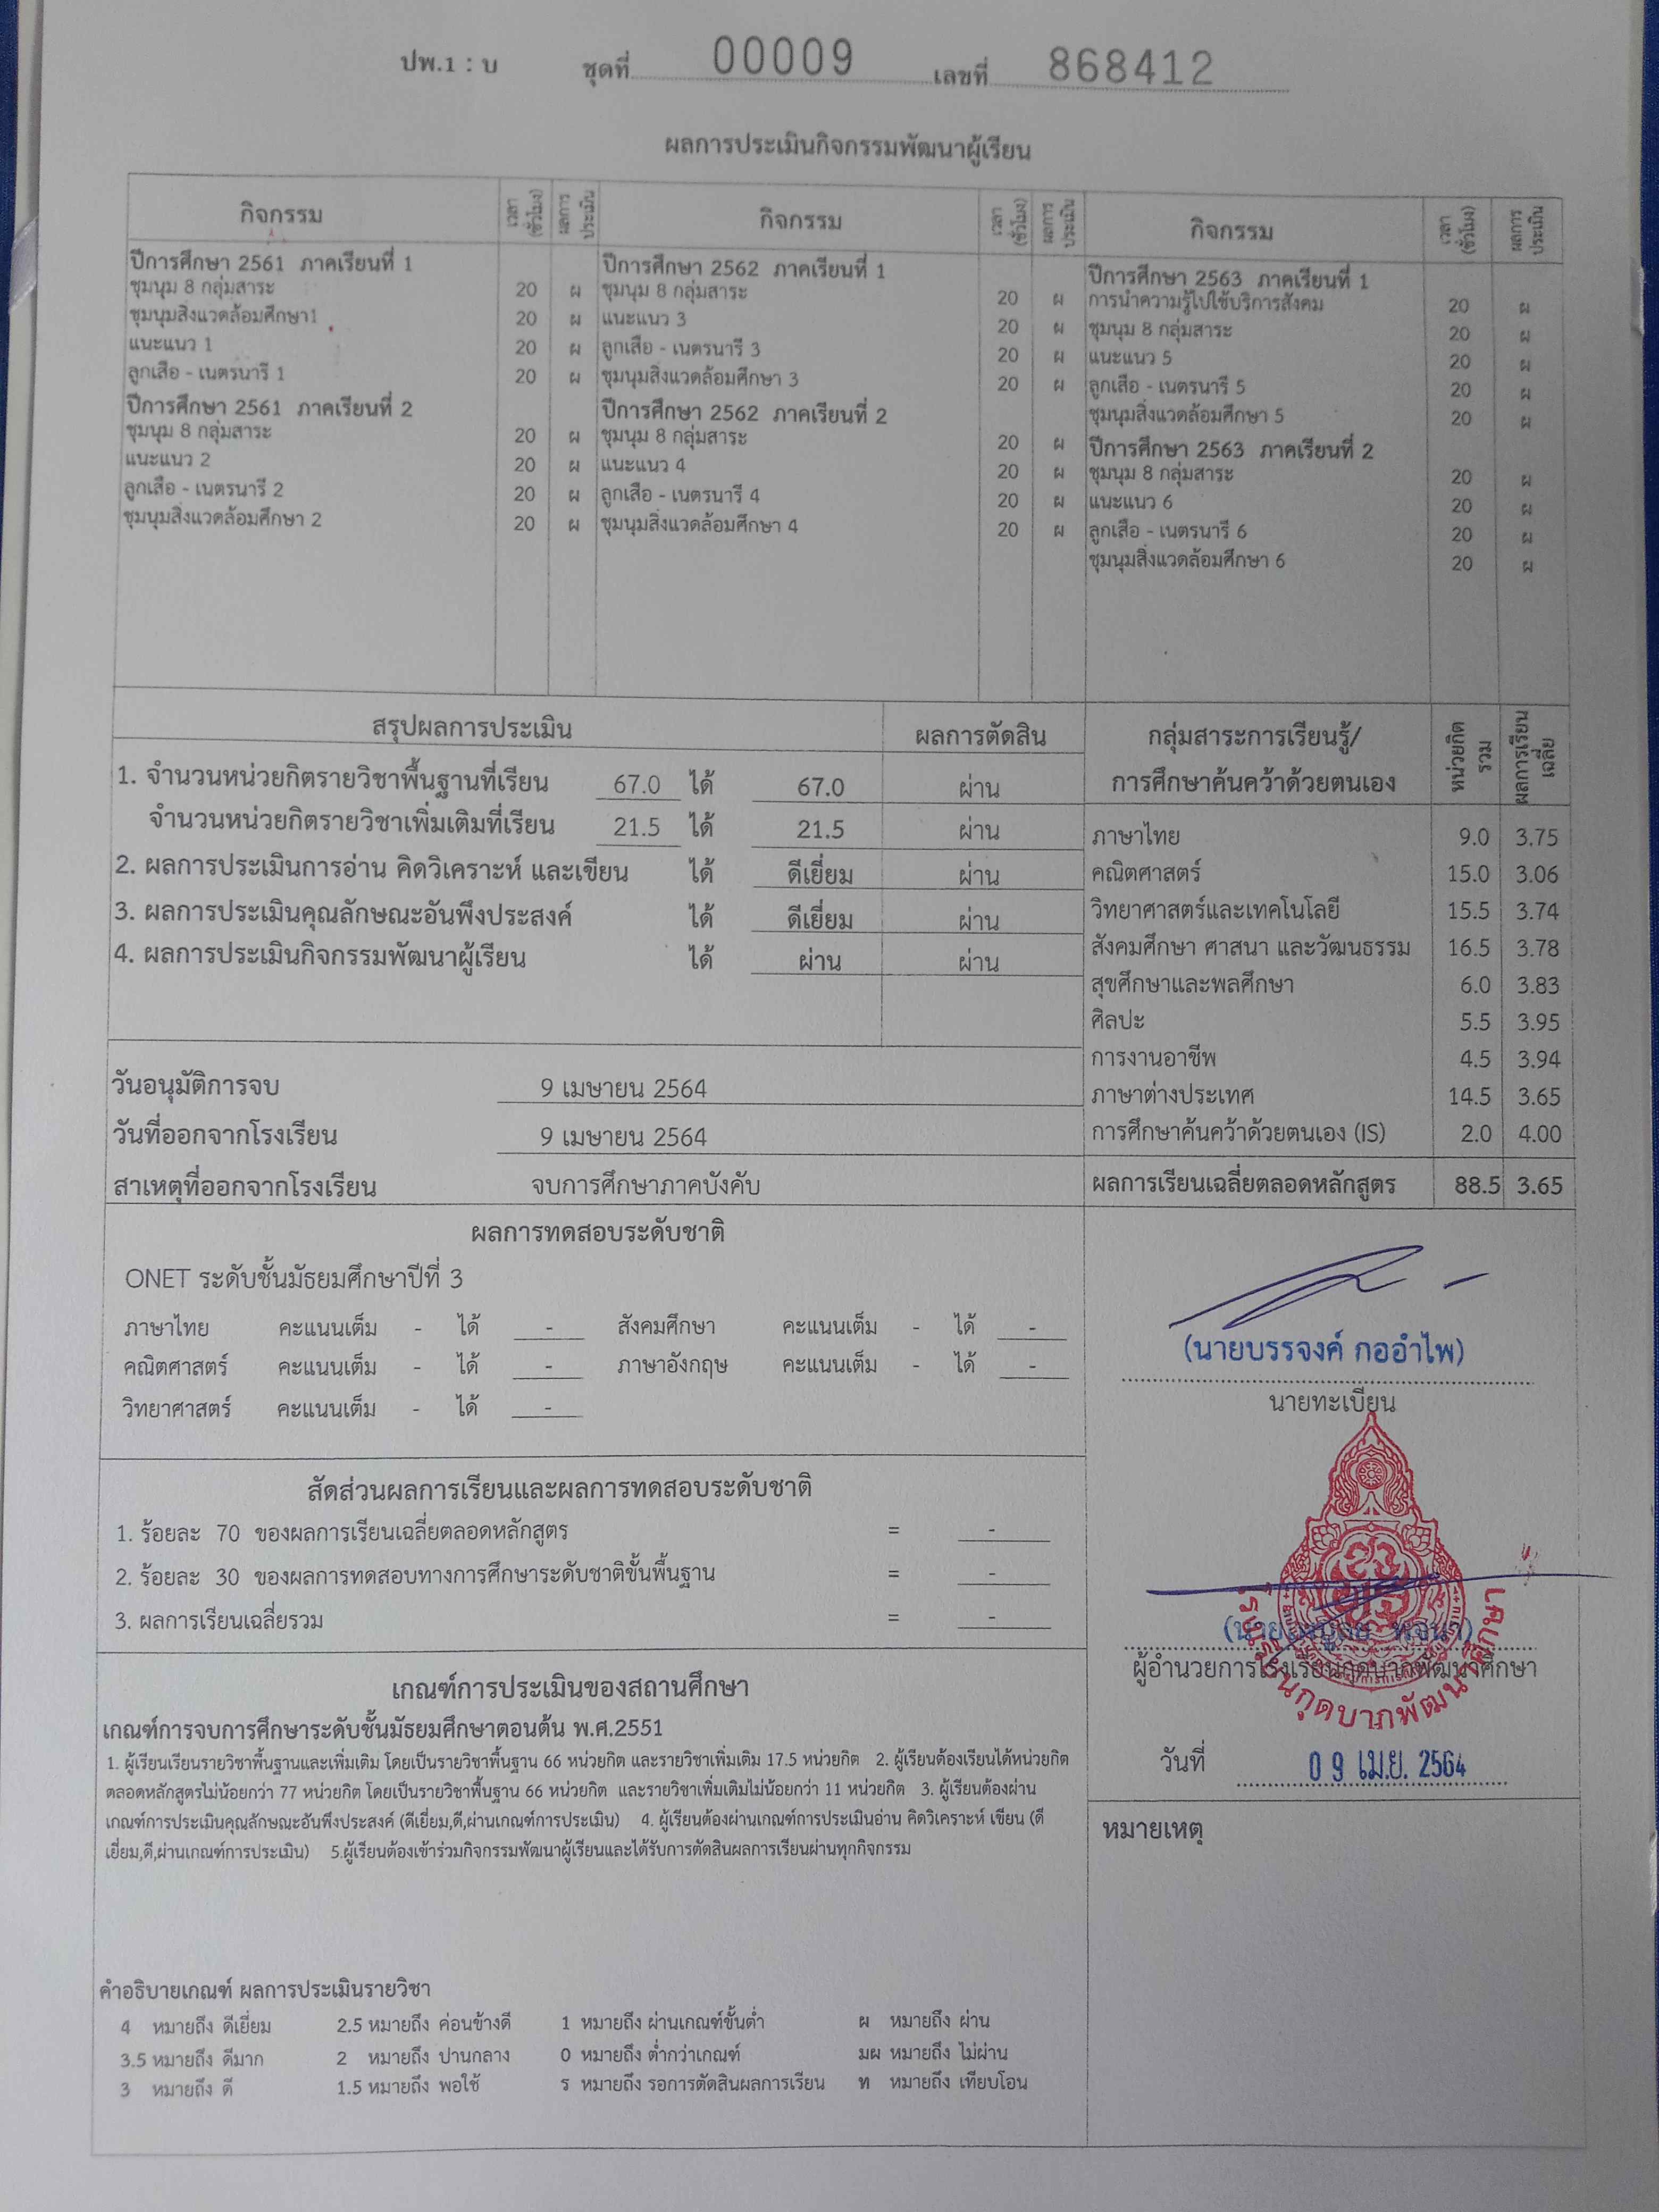 ปพ.1 : บ ชุดที่ 00009 เลขที่ 868412
ผลการประเมินกิจกรรมพัฒนาผู้เรียน
กิจกรรม เวลา (ชั่วโมง) ผลการประเมิน กิจกรรม เวลา (ชั่วโมง) ผลการประเมิน กิจกรรม เวลา (ชั่วโมง) ผลการประเมิน
ปีการศึกษา 2561 ภาคเรียนที่ 1
ชุมนุม 8 กลุ่มสาระ 20 ผ
ชุมนุมสิ่งแวดล้อมศึกษา1 20 ผ
แนะแนว 1 20 ผ
ลูกเสือ - เนตรนารี 1 20 ผ
ปีการศึกษา 2561 ภาคเรียนที่ 2
ชุมนุม 8 กลุ่มสาระ 20 ผ
แนะแนว 2 20 ผ
ลูกเสือ - เนตรนารี 2 20 ผ
ชุมนุมสิ่งแวดล้อมศึกษา 2 20 ผ
ปีการศึกษา 2562 ภาคเรียนที่ 1
ชุมนุม 8 กลุ่มสาระ 20 ผ
แนะแนว 3 20 ผ
ลูกเสือ - เนตรนารี 3 20 ผ
ชุมนุมสิ่งแวดล้อมศึกษา 3 20 ผ
ปีการศึกษา 2562 ภาคเรียนที่ 2
ชุมนุม 8 กลุ่มสาระ 20 ผ
แนะแนว 4 20 ผ
ลูกเสือ - เนตรนารี 4 20 ผ
ชุมนุมสิ่งแวดล้อมศึกษา 4 20 ผ
ปีการศึกษา 2563 ภาคเรียนที่ 1
การนำความรู้ไปใช้บริการสังคม 20 ผ
ชุมนุม 8 กลุ่มสาระ 20 ผ
แนะแนว 5 20 ผ
ลูกเสือ - เนตรนารี 5 20 ผ
ชุมนุมสิ่งแวดล้อมศึกษา 5 20 ผ
ปีการศึกษา 2563 ภาคเรียนที่ 2
ชุมนุม 8 กลุ่มสาระ 20 ผ
แนะแนว 6 20 ผ
ลูกเสือ - เนตรนารี 6 20 ผ
ชุมนุมสิ่งแวดล้อมศึกษา 6 20 ผ
สรุปผลการประเมิน ผลการตัดสิน
1. จำนวนหน่วยกิตรายวิชาพื้นฐานที่เรียน 67.0 ได้ 67.0 ผ่าน
จำนวนหน่วยกิตรายวิชาเพิ่มเติมที่เรียน 21.5 ได้ 21.5 ผ่าน
2. ผลการประเมินการอ่าน คิดวิเคราะห์ และเขียน ได้ ดีเยี่ยม ผ่าน
3. ผลการประเมินคุณลักษณะอันพึงประสงค์ ได้ ดีเยี่ยม ผ่าน
4. ผลการประเมินกิจกรรมพัฒนาผู้เรียน ได้ ผ่าน ผ่าน
วันอนุมัติการจบ 9 เมษายน 2564
วันที่ออกจากโรงเรียน 9 เมษายน 2564
สาเหตุที่ออกจากโรงเรียน จบการศึกษาภาคบังคับ
กลุ่มสาระการเรียนรู้/
การศึกษาค้นคว้าด้วยตนเอง หน่วยกิตรวม ผลการเรียนเฉลี่ย
ภาษาไทย 9.0 3.75
คณิตศาสตร์ 15.0 3.06
วิทยาศาสตร์และเทคโนโลยี 15.5 3.74
สังคมศึกษา ศาสนา และวัฒนธรรม 16.5 3.78
สุขศึกษาและพลศึกษา 6.0 3.83
ศิลปะ 5.5 3.95
การงานอาชีพ 4.5 3.94
ภาษาต่างประเทศ 14.5 3.65
การศึกษาค้นคว้าด้วยตนเอง (IS) 2.0 4.00
ผลการเรียนเฉลี่ยตลอดหลักสูตร 88.5 3.65
ผลการทดสอบระดับชาติ
ONET ระดับชั้นมัธยมศึกษาปีที่ 3
ภาษาไทย คะแนนเต็ม - ได้ - สังคมศึกษา คะแนนเต็ม - ได้ -
คณิตศาสตร์ คะแนนเต็ม - ได้ - ภาษาอังกฤษ คะแนนเต็ม - ได้ -
วิทยาศาสตร์ คะแนนเต็ม - ได้ -
สัดส่วนผลการเรียนและผลการทดสอบระดับชาติ
1. ร้อยละ 70 ของผลการเรียนเฉลี่ยตลอดหลักสูตร = -
2. ร้อยละ 30 ของผลการทดสอบทางการศึกษาระดับชาติขั้นพื้นฐาน = -
3. ผลการเรียนเฉลี่ยรวม = -
เกณฑ์การประเมินของสถานศึกษา
เกณฑ์การจบการศึกษาระดับชั้นมัธยมศึกษาตอนต้น พ.ศ.2551
1. ผู้เรียนเรียนรายวิชาพื้นฐานและเพิ่มเติม โดยเป็นรายวิชาพื้นฐาน 66 หน่วยกิต และรายวิชาเพิ่มเติม 17.5 หน่วยกิต 2. ผู้เรียนต้องเรียนได้หน่วยกิต
ตลอดหลักสูตรไม่น้อยกว่า 77 หน่วยกิต โดยเป็นรายวิชาพื้นฐาน 66 หน่วยกิต และรายวิชาเพิ่มเติมไม่น้อยกว่า 11 หน่วยกิต 3. ผู้เรียนต้องผ่าน
เกณฑ์การประเมินคุณลักษณะอันพึงประสงค์ (ดีเยี่ยม,ดี,ผ่านเกณฑ์การประเมิน) 4. ผู้เรียนต้องผ่านเกณฑ์การประเมินอ่าน คิดวิเคราะห์ เขียน (ดี
เยี่ยม,ดี,ผ่านเกณฑ์การประเมิน) 5.ผู้เรียนต้องเข้าร่วมกิจกรรมพัฒนาผู้เรียนและได้รับการตัดสินผลการเรียนผ่านทุกกิจกรรม
คำอธิบายเกณฑ์ ผลการประเมินรายวิชา
4 หมายถึง ดีเยี่ยม 2.5 หมายถึง ค่อนข้างดี 1 หมายถึง ผ่านเกณฑ์ขั้นต่ำ ผ หมายถึง ผ่าน
3.5 หมายถึง ดีมาก 2 หมายถึง ปานกลาง 0 หมายถึง ต่ำกว่าเกณฑ์ มผ หมายถึง ไม่ผ่าน
3 หมายถึง ดี 1.5 หมายถึง พอใช้ ร หมายถึง รอการตัดสินผลการเรียน ท หมายถึง เทียบโอน
(นายบรรจงค์ กออำไพ)
นายทะเบียน
ผู้อำนวยการโรงเรียนกุดบากพัฒนาศึกษา
โรงเรียนกุดบากพัฒนาศึกษา
วันที่ 09 เม.ย. 2564
หมายเหตุ